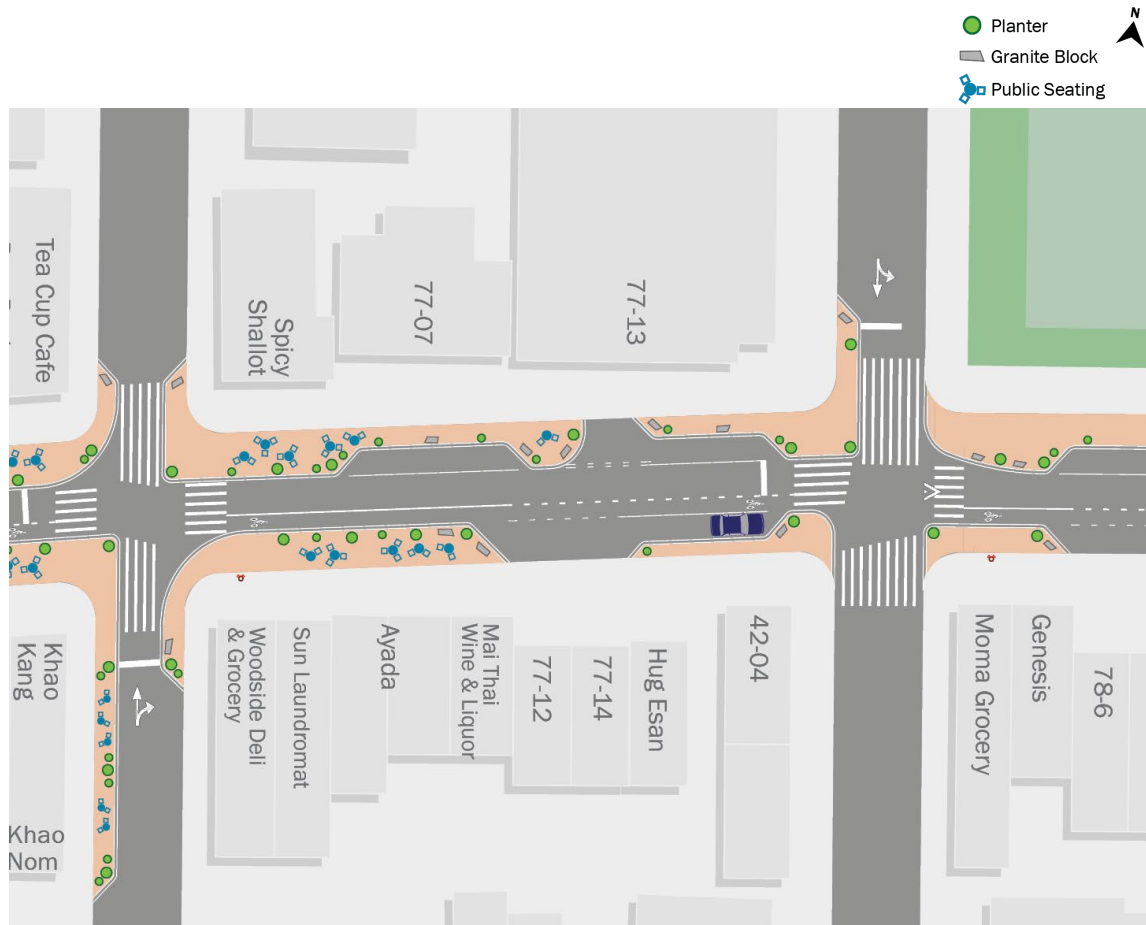 N
Planter
Granite Block
Public Seating
Tea Cup Cafe
Spicy
Shallot
77-07
77-13
Khao
Kang
Khao
Nom
Woodside Deli
& Grocery
Sun Laundromat
Ayada
Mai Thai
Wine & Liquor
77-12
77-14
Hug Esan
42-04
Moma Grocery
Genesis
78-6